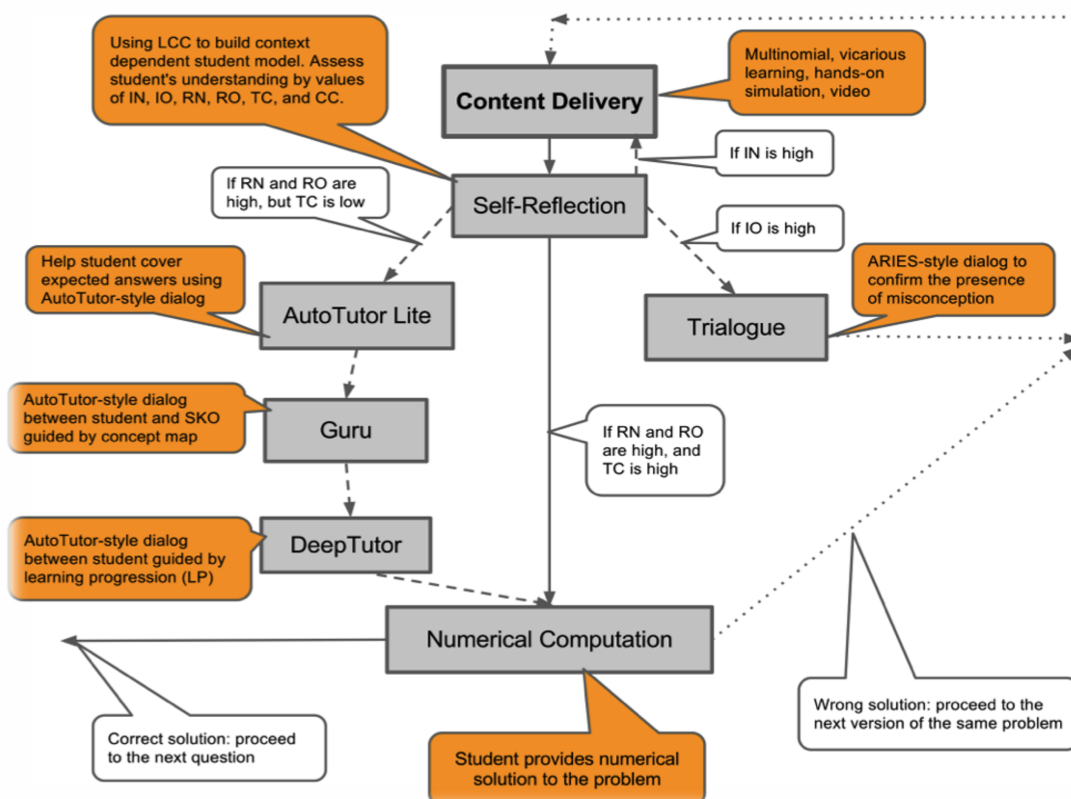 Using LCC to build context
dependent student model. Assess
student's understanding by values
of IN, IO, RN, RO, TC, and CC.
Content Delivery
Multinomial, vicarious
learning, hands-on
simulation, video
If IN is high
If RN and RO are
high, but TC is low
Self-Reflection
If IO is high
Help student cover
expected answers using
AutoTutor-style dialog
AutoTutor Lite
ARIES-style dialog to
confirm the presence
of misconception
Trialogue
AutoTutor-style dialog
between student and SKO
guided by concept map
Guru
If RN and RO
are high, and
TC is high
AutoTutor-style dialog
between student guided by
learning progression (LP)
DeepTutor
Numerical Computation
Correct solution: proceed
to the next question
Student provides numerical
solution to the problem
Wrong solution: proceed to the
next version of the same problem